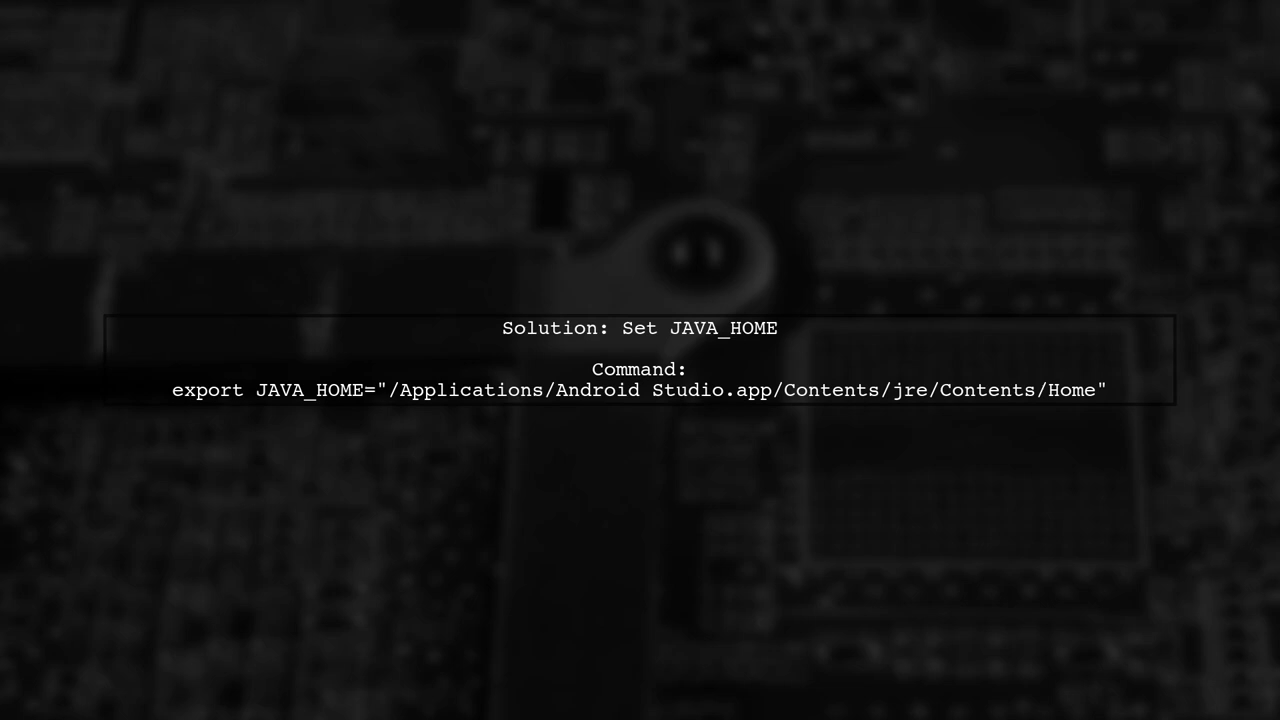 Solution: Set JAVA_HOME
Command:
export JAVA_HOME="/Applications/Android Studio.app/Contents/jre/Contents/Home"